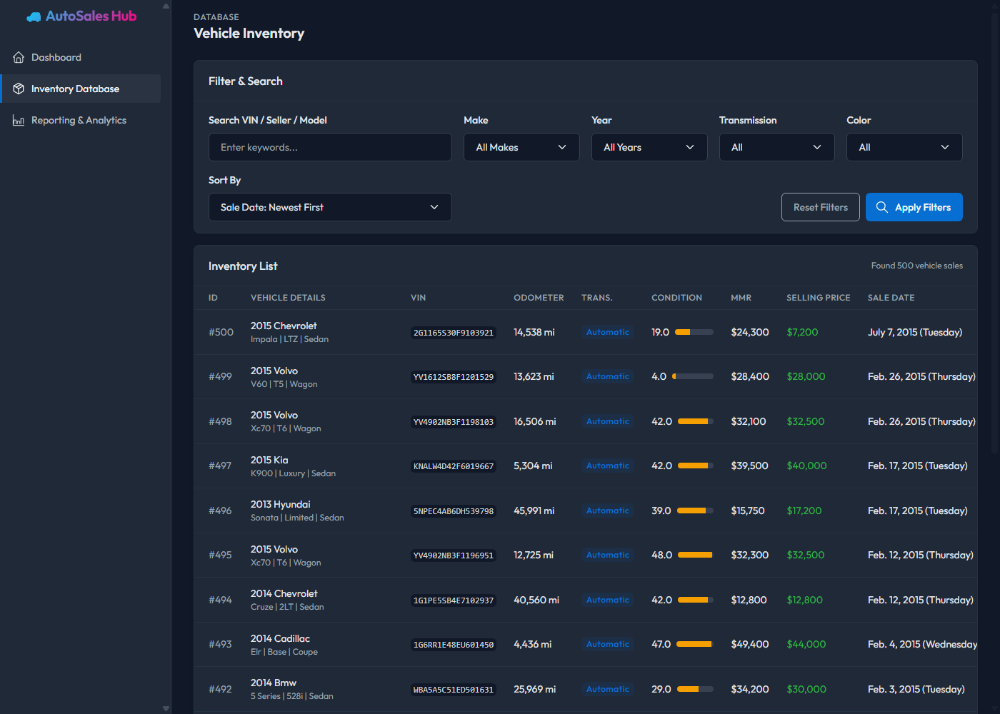 AutoSales Hub
Dashboard
Inventory Database
Reporting & Analytics
DATABASE
Vehicle Inventory
Filter & Search
Search VIN / Seller / Model Make Year Transmission Color
Enter keywords... All Makes All Years All All
Sort By
Sale Date: Newest First Reset Filters Apply Filters
Inventory List Found 500 vehicle sales
ID VEHICLE DETAILS VIN ODOMETER TRANS. CONDITION MMR SELLING PRICE SALE DATE
#500 2015 Chevrolet 2G1165S30F9103921 14,538 mi Automatic 19.0 $24,300 $7,200 July 7, 2015 (Tuesday)
Impala | LTZ | Sedan
#499 2015 Volvo YV1612SB8F1201529 13,623 mi Automatic 4.0 $28,400 $28,000 Feb. 26, 2015 (Thursday)
V60 | T5 | Wagon
#498 2015 Volvo YV4902NB3F1198103 16,506 mi Automatic 42.0 $32,100 $32,500 Feb. 26, 2015 (Thursday)
Xc70 | T6 | Wagon
#497 2015 Kia KNALW4D42F6019667 5,304 mi Automatic 42.0 $39,500 $40,000 Feb. 17, 2015 (Tuesday)
K900 | Luxury | Sedan
#496 2013 Hyundai 5NPEC4AB6DH539798 45,991 mi Automatic 39.0 $15,750 $17,200 Feb. 17, 2015 (Tuesday)
Sonata | Limited | Sedan
#495 2015 Volvo YV4902NB3F1196951 12,725 mi Automatic 48.0 $32,300 $32,500 Feb. 12, 2015 (Thursday)
Xc70 | T6 | Wagon
#494 2014 Chevrolet 1G1PE5SB4E7102937 40,560 mi Automatic 42.0 $12,800 $12,800 Feb. 12, 2015 (Thursday)
Cruze | 2LT | Sedan
#493 2014 Cadillac 1G6RR1E48EU601450 4,436 mi Automatic 47.0 $49,400 $44,000 Feb. 4, 2015 (Wednesday
Elr | Base | Coupe
#492 2014 Bmw WBA5A5C51ED501631 25,969 mi Automatic 29.0 $34,200 $30,000 Feb. 3, 2015 (Tuesday)
5 Series | 528i | Sedan